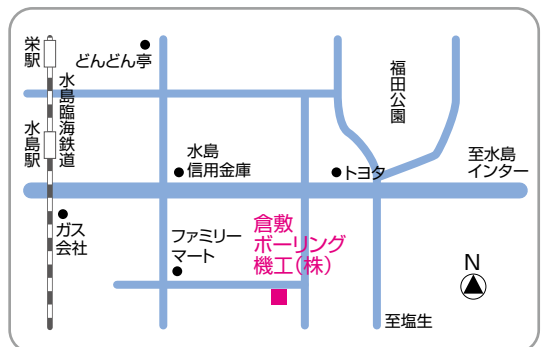 栄駅
どんどん亭
水島臨海鉄道
水島駅
福田公園
水島
信用金庫
トヨタ
至水島
インター
ガス
会社
ファミリー
マート
倉敷
ボーリング
機工(株)
N
至塩生